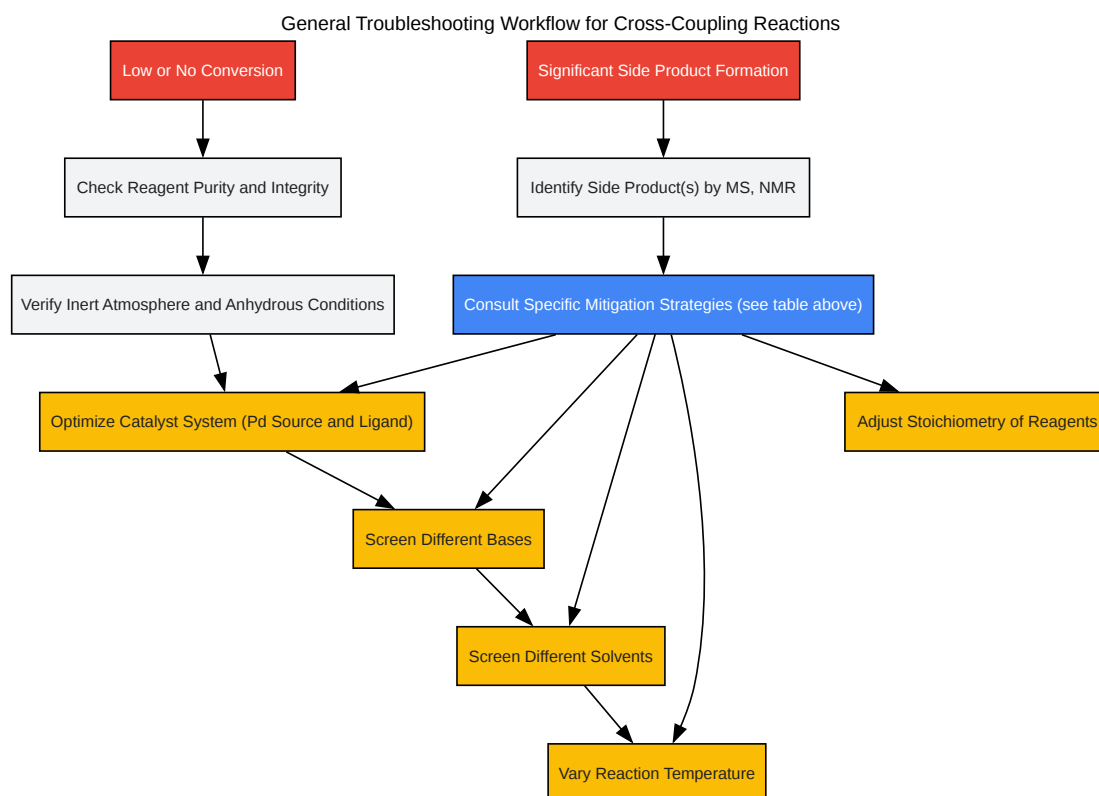 General Troubleshooting Workflow for Cross-Coupling Reactions
Low or No Conversion
Significant Side Product Formation
Check Reagent Purity and Integrity
Identify Side Product(s) by MS, NMR
Verify Inert Atmosphere and Anhydrous Conditions
Consult Specific Mitigation Strategies (see table above)
Optimize Catalyst System (Pd Source and Ligand)
Adjust Stoichiometry of Reagents
Screen Different Bases
Screen Different Solvents
Vary Reaction Temperature